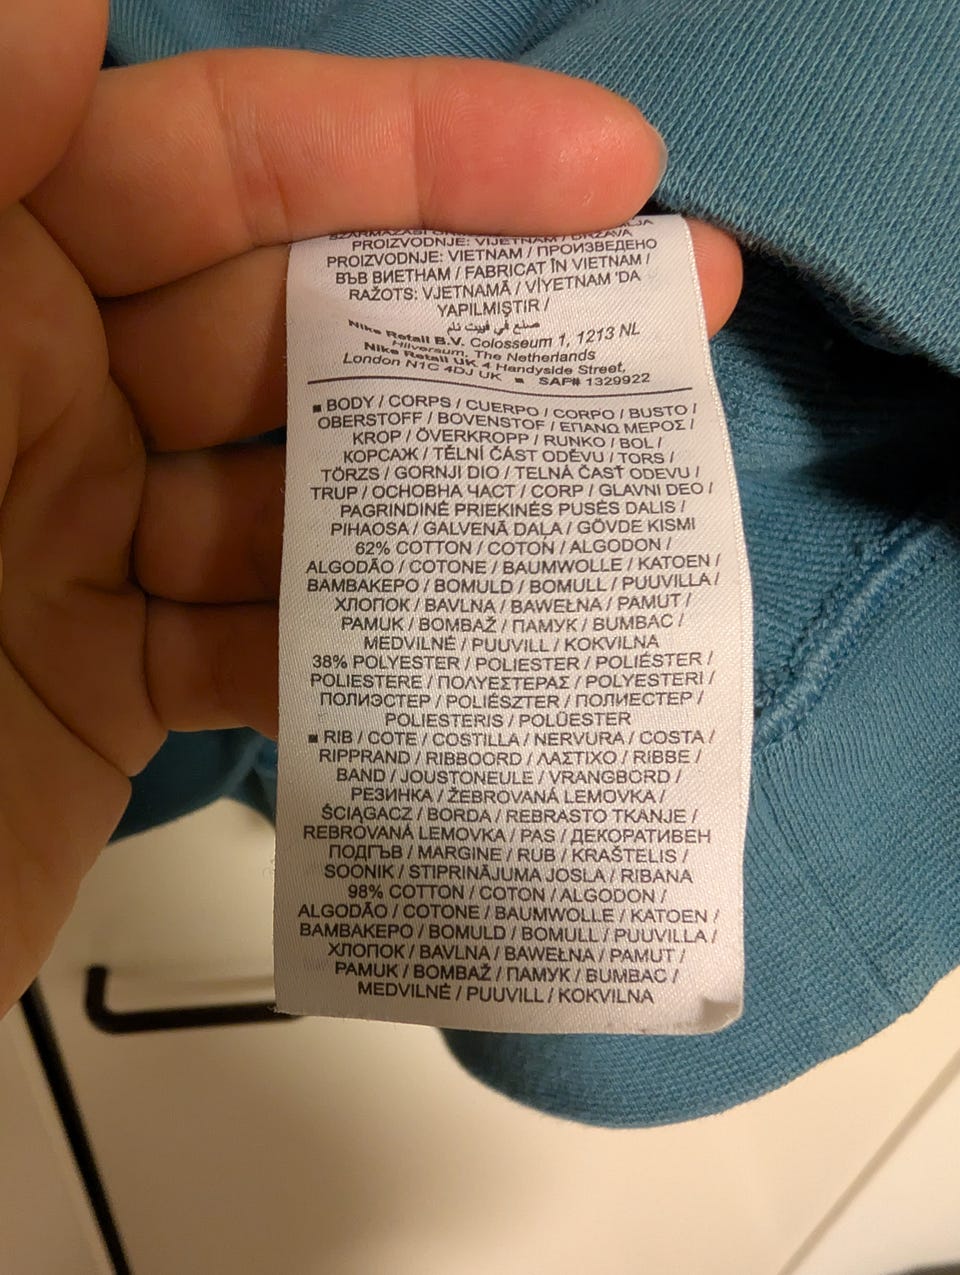 PROIZVODNJE: VIJETNAM / DRŽAVA
PROIZVODNJE: VIETNAM / ПРОИЗВЕДЕНО
ВЪВ ВИЕТНАМ / FABRICAT ÎN VIETNAM /
RAŽOTS: VJETNAMĀ / VİYETNAM 'DA
YAPILMIŞTIR /
صنع في فييت نام
Nike Retail B.V. Colosseum 1, 1213 NL
Hilversum, The Netherlands
Nike Retail UK 4 Handyside Street,
London N1C 4DJ UK ■ SAP# 1329922
■ BODY / CORPS / CUERPO / CORPO / BUSTO /
OBERSTOFF / BOVENSTOF / ΕΠΑΝΩ ΜΕΡΟΣ /
KROP / ÖVERKROPP / RUNKO / BOL /
КОРСАЖ / TĚLNÍ ČÁST ODĚVU / TORS /
TÖRZS / GORNJI DIO / TELNÁ ČASŤ ODEVU /
TRUP / ОСНОВНА ЧАСТ / CORP / GLAVNI DEO /
PAGRINDINĖ PRIEKINĖS PUSĖS DALIS /
PIHAOSA / GALVENĀ DAĻA / GÖVDE KISMI
62% COTTON / COTON / ALGODON /
ALGODÃO / COTONE / BAUMWOLLE / KATOEN /
ΒΑΜΒΑΚΕΡΟ / BOMULD / BOMULL / PUUVILLA /
ХЛОПОК / BAVLNA / BAWEŁNA / PAMUT /
PAMUK / BOMBAŽ / ПАМУК / BUMBAC /
MEDVILNĖ / PUUVILL / KOKVILNA
38% POLYESTER / POLIESTER / POLIÉSTER /
POLIESTERE / ΠΟΛΥΕΣΤΕΡΑΣ / POLYESTERI /
ПОЛИЭСТЕР / POLIÉSZTER / ПОЛИЕСТЕР /
POLIESTERIS / POLÜESTER
■ RIB / COTE / COSTILLA / NERVURA / COSTA /
RIPPRAND / RIBBOORD / ΛΑΣΤΙΧΟ / RIBBE /
BAND / JOUSTONEULE / VRANGBORD /
РЕЗИНКА / ŽEBROVANÁ LEMOVKA /
ŚCIĄGACZ / BORDA / REBRASTO TKANJE /
REBROVANÁ LEMOVKA / PAS / ДЕКОРАТИВЕН
ПОДГЪВ / MARGINE / RUB / KRAŠTELIS /
SOONIK / STIPRINĀJUMA JOSLA / RIBANA
98% COTTON / COTON / ALGODON /
ALGODÃO / COTONE / BAUMWOLLE / KATOEN /
ΒΑΜΒΑΚΕΡΟ / BOMULD / BOMULL / PUUVILLA /
ХЛОПОК / BAVLNA / BAWEŁNA / PAMUT /
PAMUK / BOMBAŽ / ПАМУК / BUMBAC /
MEDVILNĖ / PUUVILL / KOKVILNA